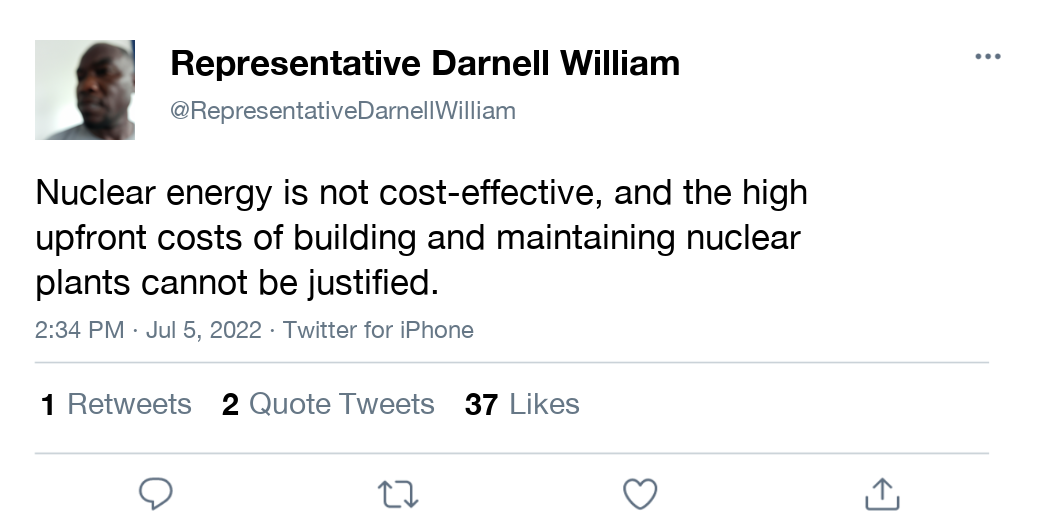 Representative Darnell William
@RepresentativeDarnellWilliam
Nuclear energy is not cost-effective, and the high
upfront costs of building and maintaining nuclear
plants cannot be justified.
2:34 PM · Jul 5, 2022 · Twitter for iPhone
1 Retweets 2 Quote Tweets 37 Likes